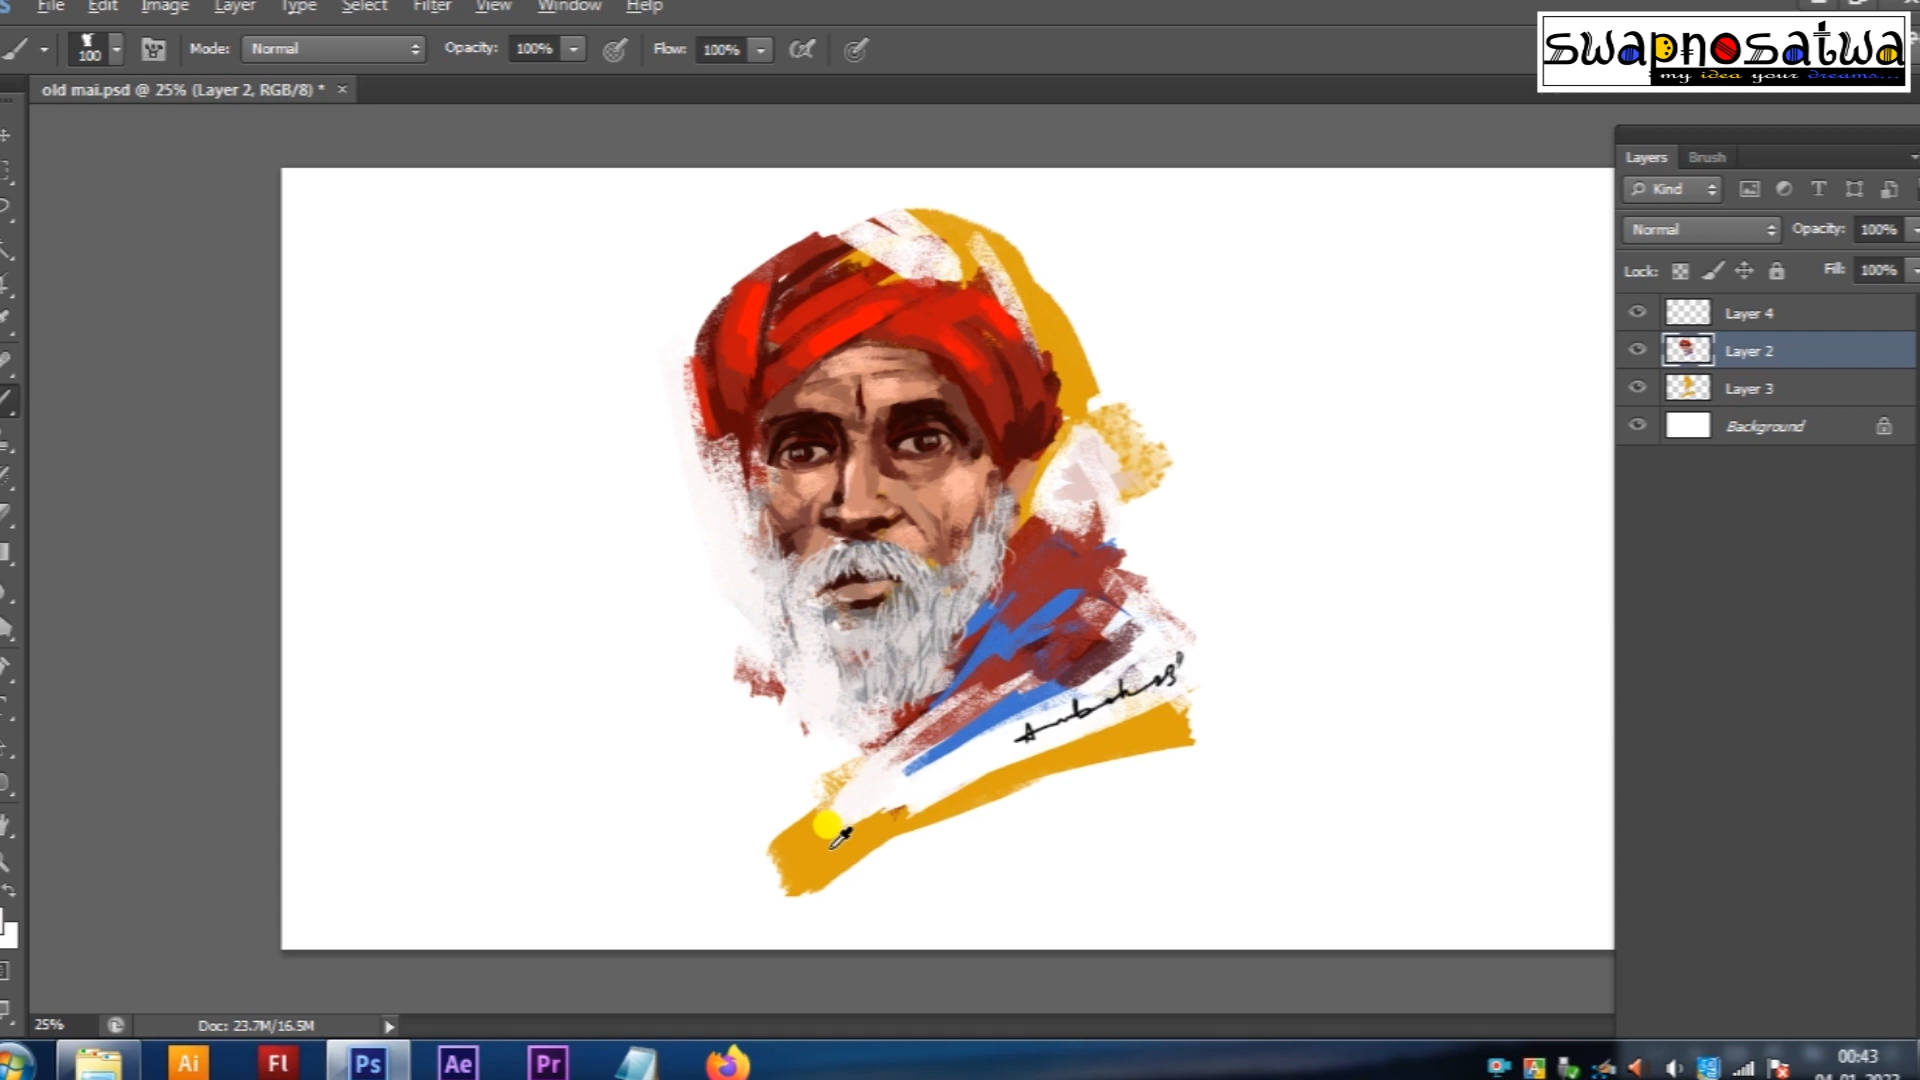 File Edit Image Layer Type Select Filter View Window Help
100 Mode: Normal Opacity: 100% Flow: 100%
swapnosatwa
my idea your dreams...
old mai.psd @ 25% (Layer 2, RGB/8) * ×
Layers Brush
Kind
Normal Opacity: 100%
Lock: Fill: 100%
Layer 4
Layer 2
Layer 3
Background
25% Doc: 23.7M/16.5M
Ai Fl Ps Ae Pr
00:43